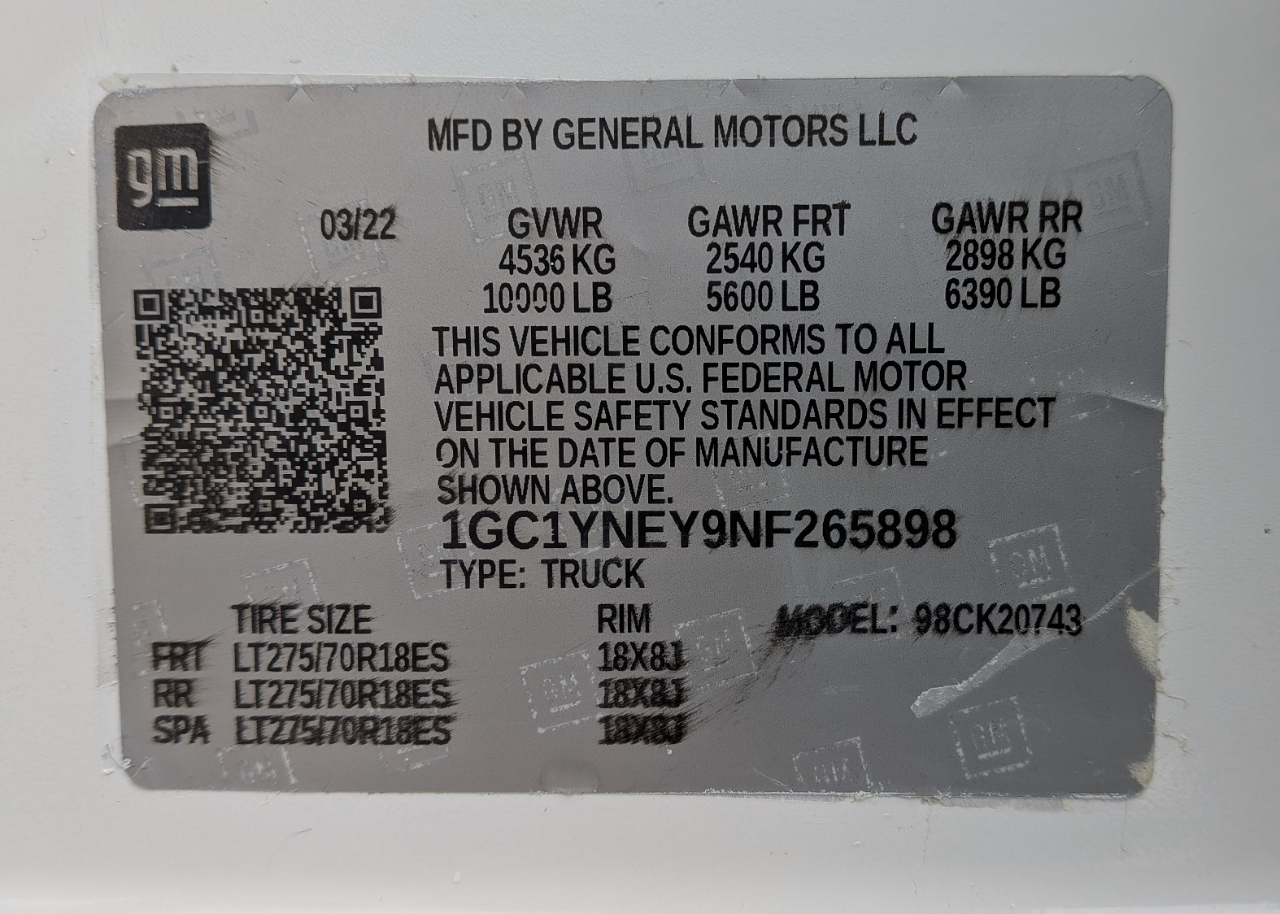 gm
MFD BY GENERAL MOTORS LLC
03/22 GVWR GAWR FRT GAWR RR
4536 KG 2540 KG 2898 KG
10000 LB 5600 LB 6390 LB
THIS VEHICLE CONFORMS TO ALL
APPLICABLE U.S. FEDERAL MOTOR
VEHICLE SAFETY STANDARDS IN EFFECT
ON THE DATE OF MANUFACTURE
SHOWN ABOVE.
1GC1YNEY9NF265898
TYPE: TRUCK
TIRE SIZE RIM MODEL: 98CK20743
FRT LT275/70R18ES 18X8J
RR LT275/70R18ES 18X8J
SPA LT275/70R18ES 18X8J